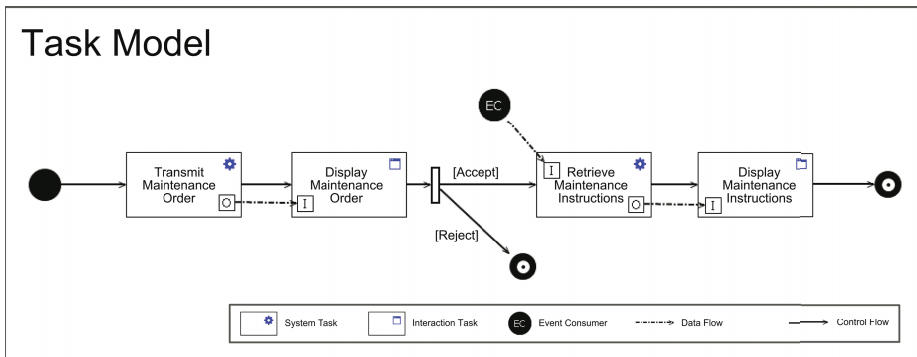 Task Model
EC
Transmit
Maintenance
Order
O
Display
Maintenance
Order
I
[Accept]
[Reject]
I
Retrieve
Maintenance
Instructions
O
Display
Maintenance
Instructions
I
System Task
Interaction Task
EC
Event Consumer
Data Flow
Control Flow